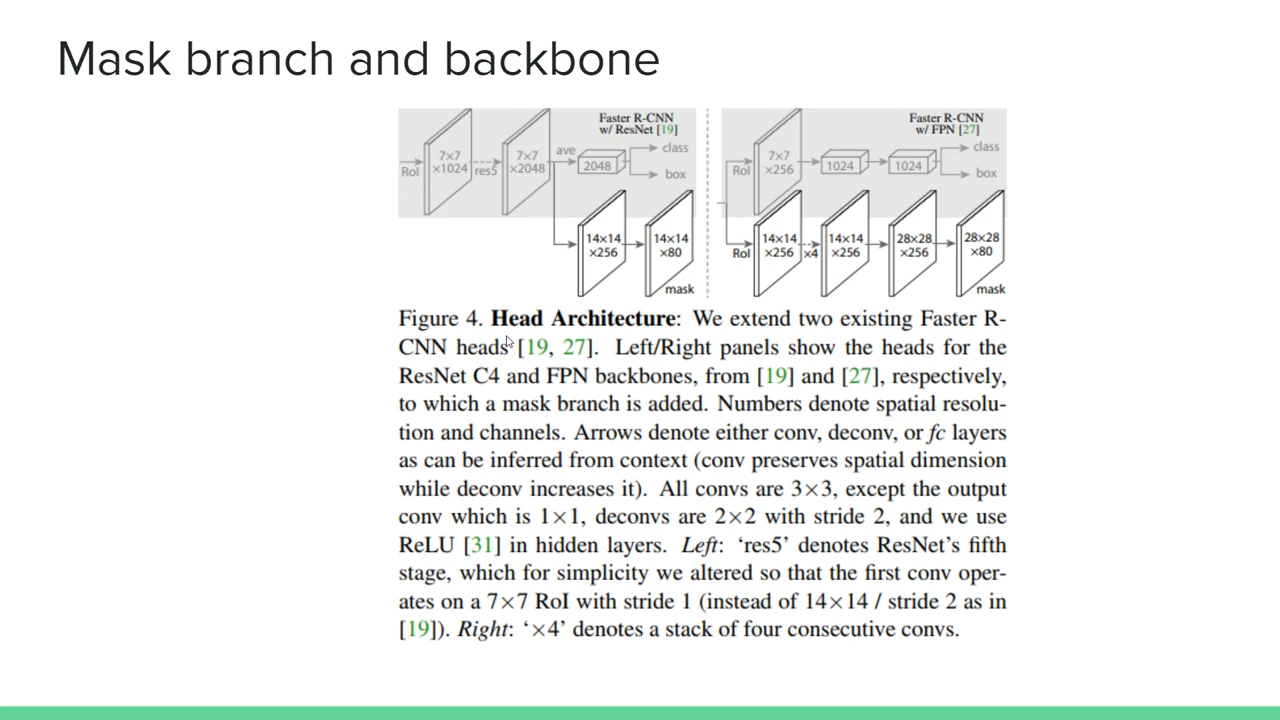 Mask branch and backbone
Faster R-CNN
w/ ResNet [19]
RoI
7×7
×1024
res5
7×7
×2048
ave
2048
class
box
14×14
×256
14×14
×80
mask
Faster R-CNN
w/ FPN [27]
RoI
7×7
×256
1024
1024
class
box
RoI
14×14
×256
×4
14×14
×256
28×28
×256
28×28
×80
mask
Figure 4. Head Architecture: We extend two existing Faster R-
CNN heads [19, 27]. Left/Right panels show the heads for the
ResNet C4 and FPN backbones, from [19] and [27], respectively,
to which a mask branch is added. Numbers denote spatial resolu-
tion and channels. Arrows denote either conv, deconv, or fc layers
as can be inferred from context (conv preserves spatial dimension
while deconv increases it). All convs are 3×3, except the output
conv which is 1×1, deconvs are 2×2 with stride 2, and we use
ReLU [31] in hidden layers. Left: ‘res5’ denotes ResNet’s fifth
stage, which for simplicity we altered so that the first conv oper-
ates on a 7×7 RoI with stride 1 (instead of 14×14 / stride 2 as in
[19]). Right: ‘×4’ denotes a stack of four consecutive convs.